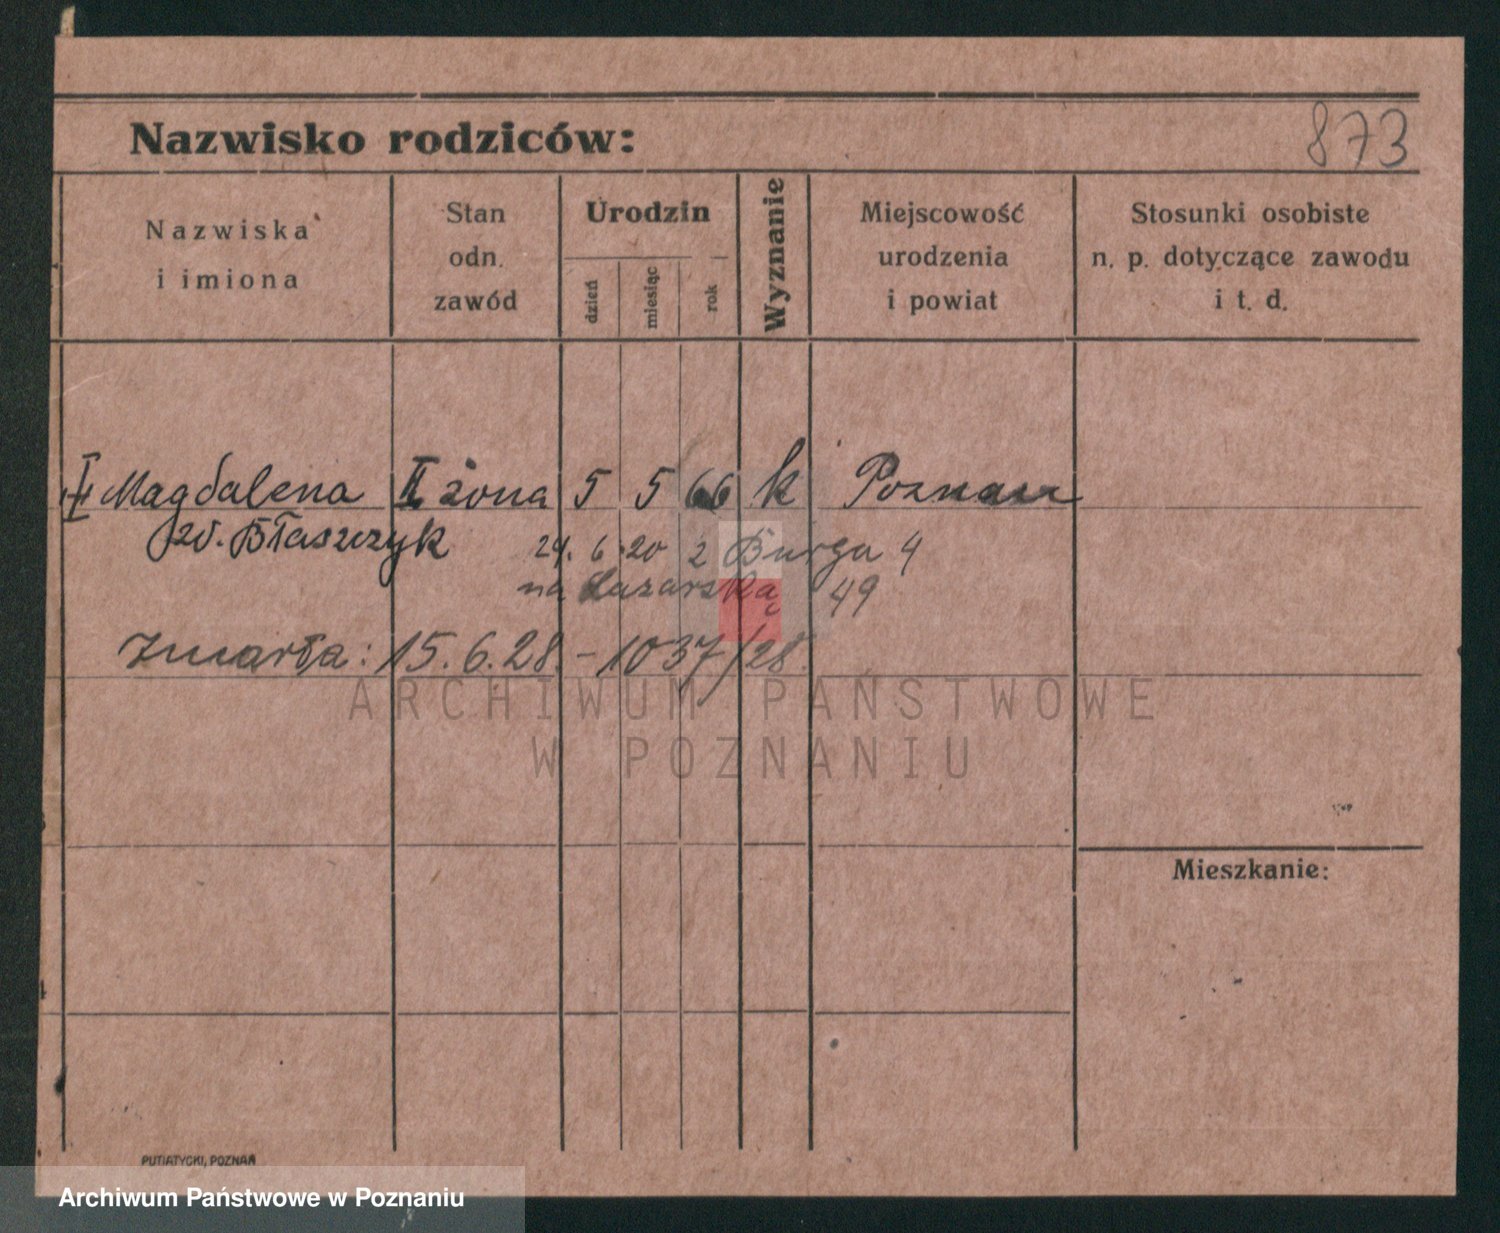 873
Nazwisko rodziców:
Nazwiska i imiona
Stan odn. zawód
Urodzin
dzień
miesiąc
rok
Wyznanie
Miejscowość urodzenia i powiat
Stosunki osobiste n. p. dotyczące zawodu i t. d.
Magdalena II żona 5 5 66 k Poznań
Błaszczyk
24. 6. 20 z Burga 4
na Łazarską 49
Zmarła: 15. 6. 28. – 1037/28.
ARCHIWUM PAŃSTWOWE
W POZNANIU
Mieszkanie:
PUTIATYCKI, POZNAŃ
Archiwum Państwowe w Poznaniu